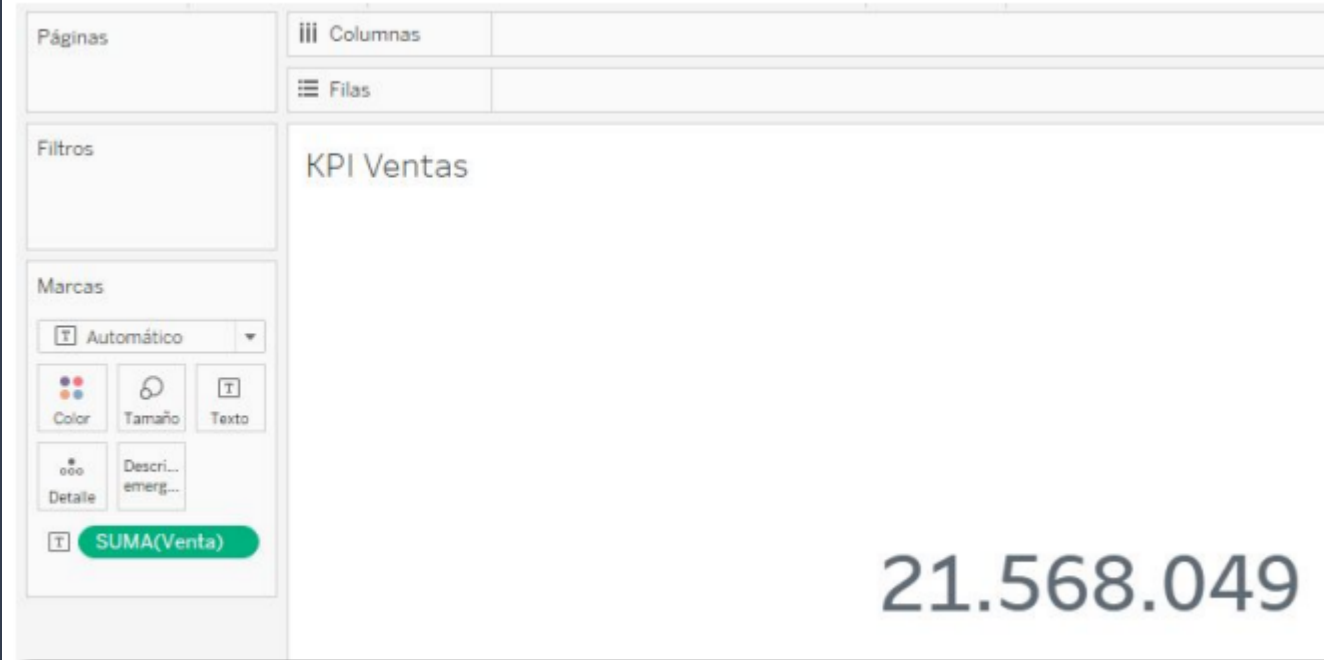 Páginas
iii Columnas
Filas
Filtros
KPI Ventas
Marcas
T Automático
Color
Tamaño
T
Texto
Detalle
Descri...
emerg...
T SUMA(Venta)
21.568.049